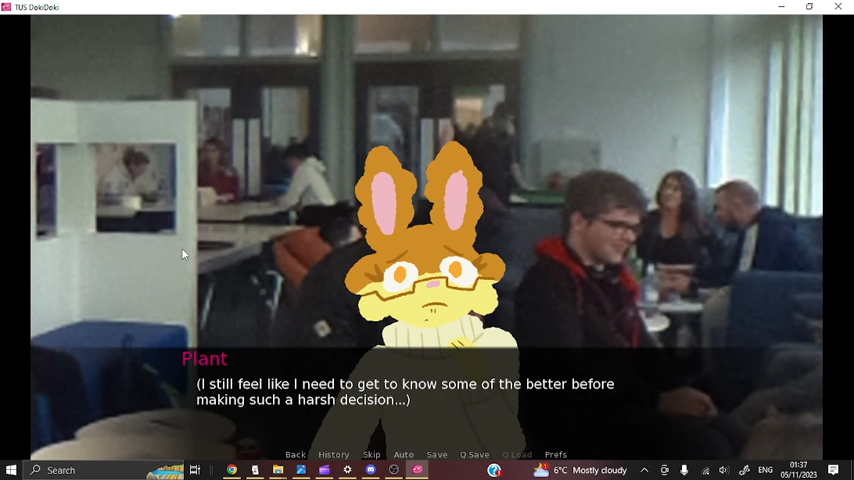 TUS DokiDoki
Plant
(I still feel like I need to get to know some of the better before
making such a harsh decision...)
Back History Skip Auto Save Q.Save Q.Load Prefs
Search
6°C Mostly cloudy
ENG
01:37
05/11/2023